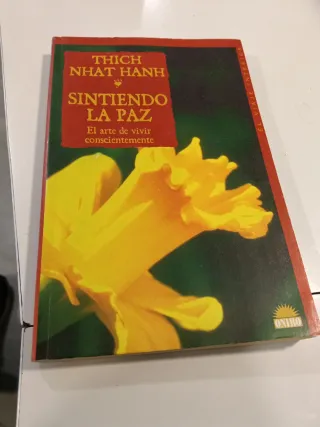 THICH
NHAT HANH
SINTIENDO
LA PAZ
El arte de vivir
conscientemente
ONIRO